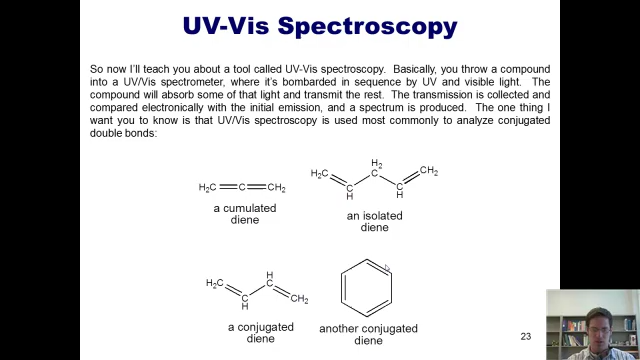 UV-Vis Spectroscopy
So now I'll teach you about a tool called UV-Vis spectroscopy. Basically, you throw a compound
into a UV/Vis spectrometer, where it's bombarded in sequence by UV and visible light. The
compound will absorb some of that light and transmit the rest. The transmission is collected and
compared electronically with the initial emission, and a spectrum is produced. The one thing I
want you to know is that UV/Vis spectroscopy is used most commonly to analyze conjugated
double bonds:
H2C C CH2
a cumulated
diene
H2C C H H2 C C H CH2
an isolated
diene
H2C C H H C CH2
a conjugated
diene
another conjugated
diene
23